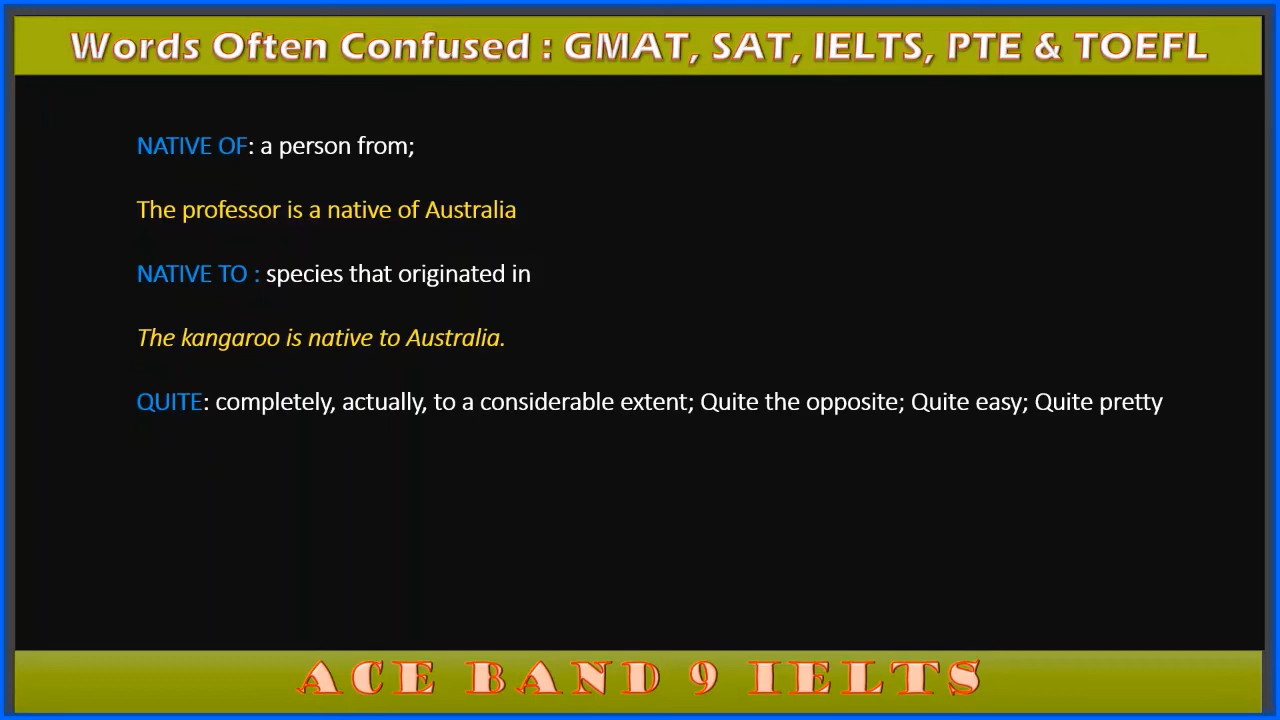 Words Often Confused : GMAT, SAT, IELTS, PTE & TOEFL
NATIVE OF: a person from;
The professor is a native of Australia
NATIVE TO : species that originated in
The kangaroo is native to Australia.
QUITE: completely, actually, to a considerable extent; Quite the opposite; Quite easy; Quite pretty
ACE BAND 9 IELTS